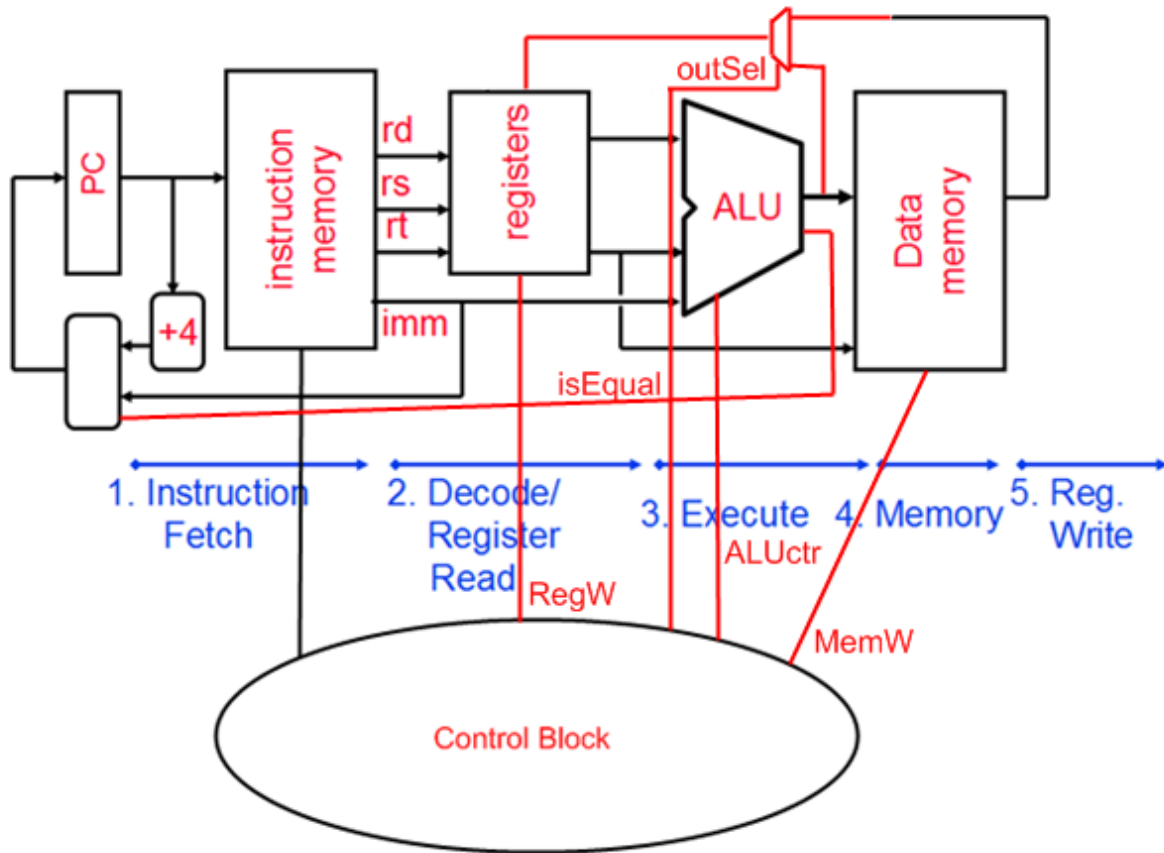 outSel
PC
instruction
memory
rd
rs
rt
imm
registers
ALU
Data
memory
+4
isEqual
1. Instruction
Fetch
2. Decode/
Register
Read
3. Execute
4. Memory
5. Reg.
Write
RegW
ALUctr
MemW
Control Block